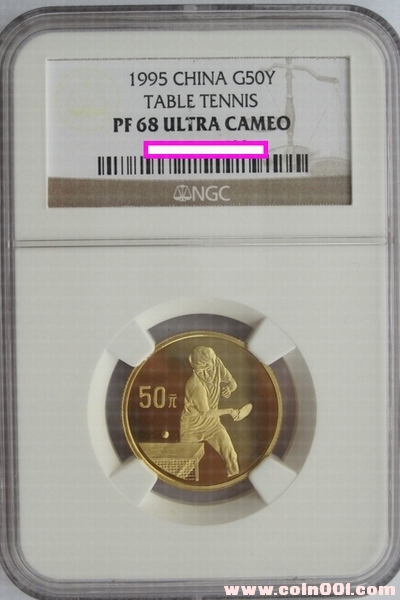 1995 CHINA G50Y
TABLE TENNIS
PF 68 ULTRA CAMEO
NGC
50元
www.coin001.com